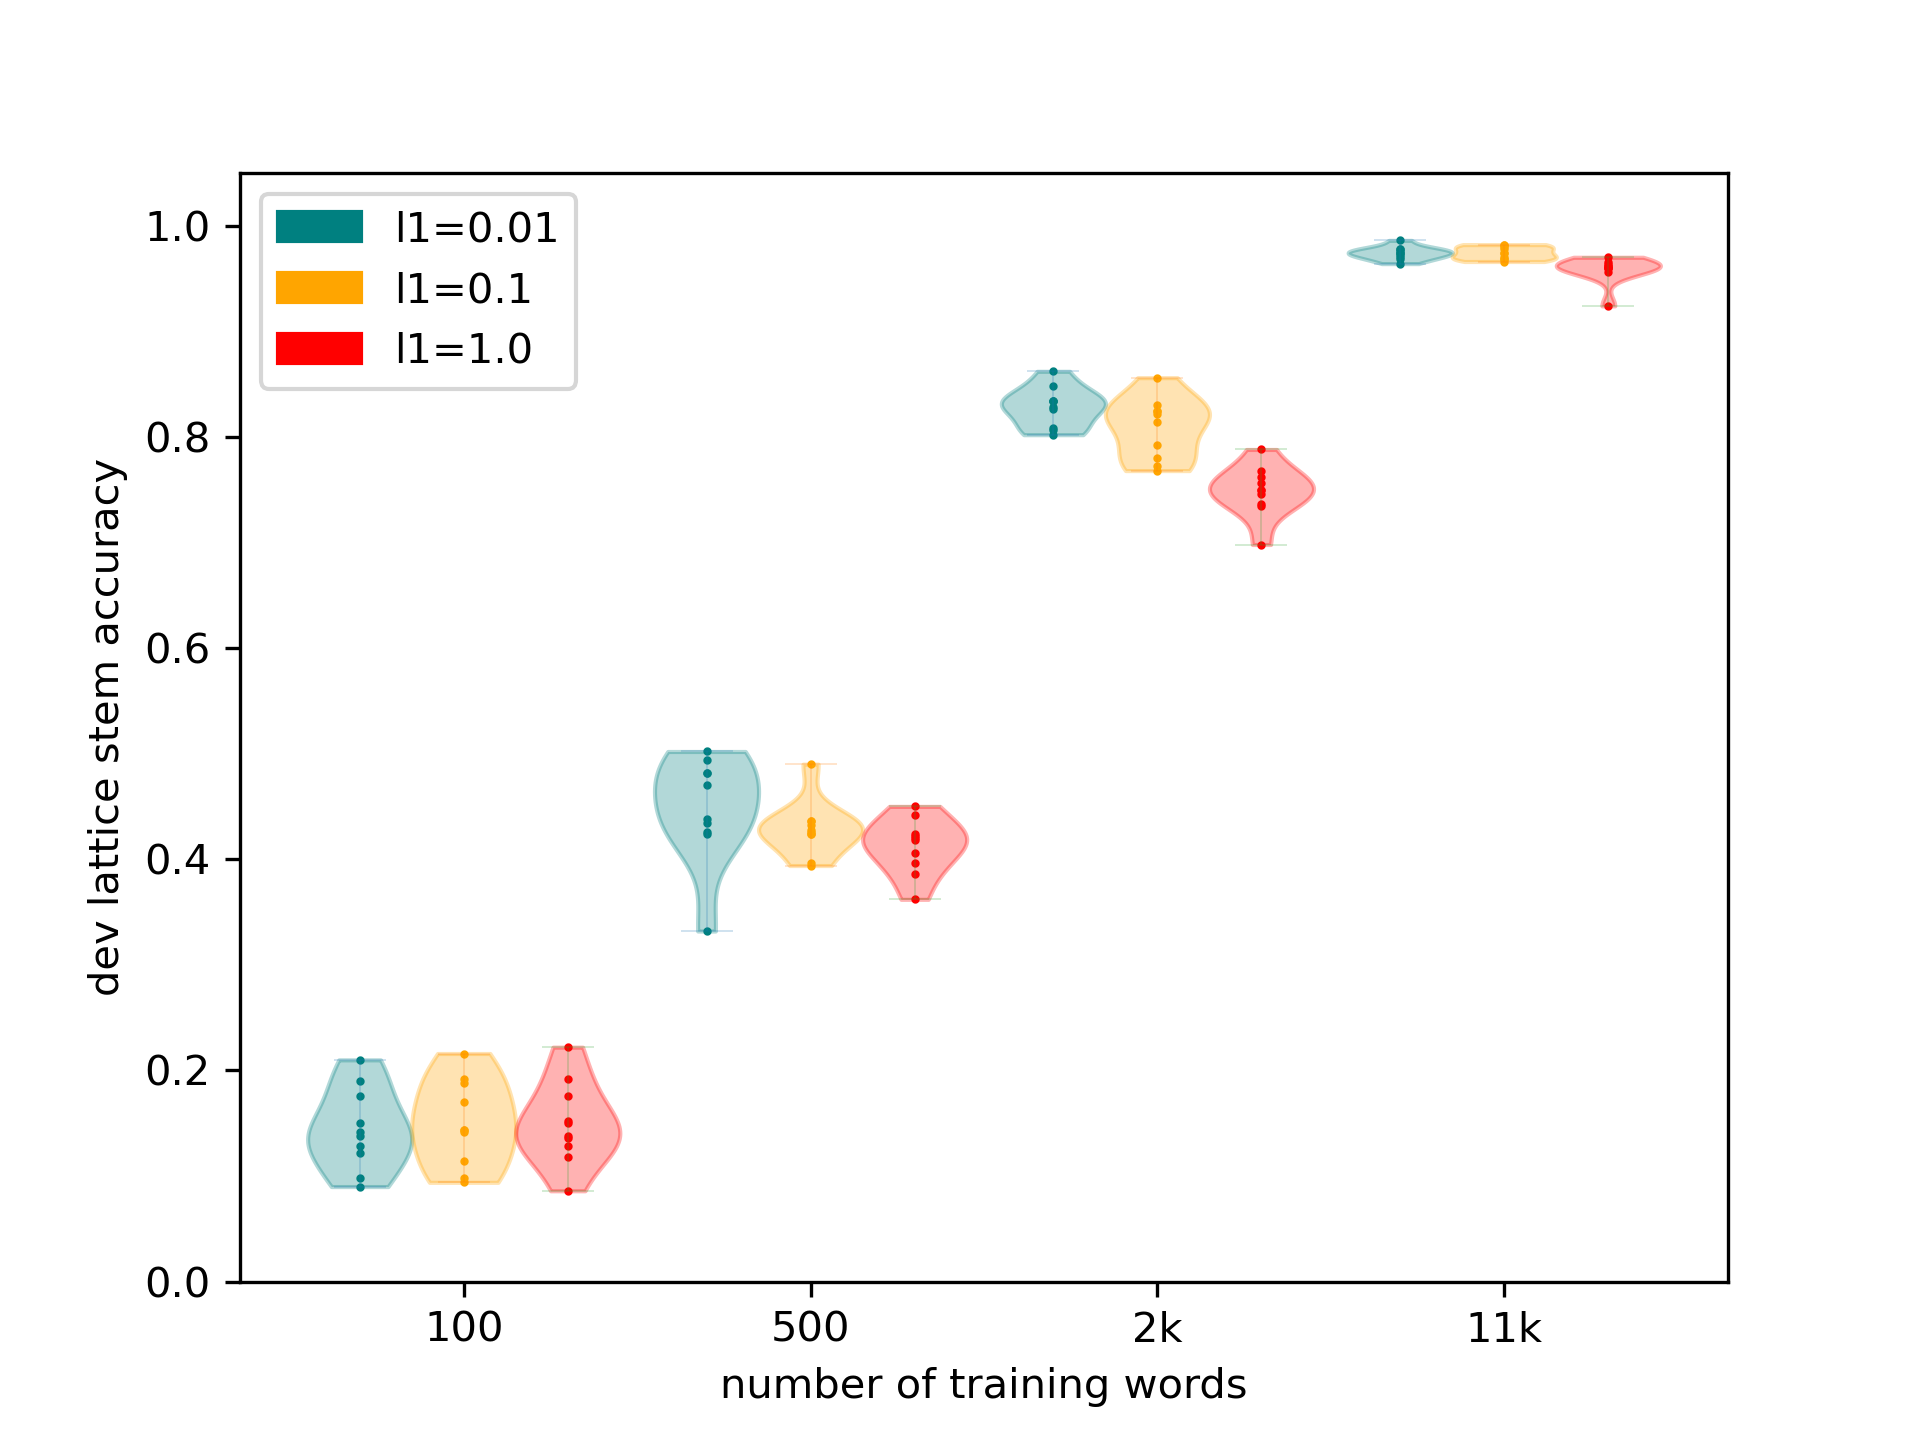 l1=0.01
l1=0.1
l1=1.0
1.0
0.8
0.6
0.4
0.2
0.0
dev lattice stem accuracy
100 500 2k 11k
number of training words